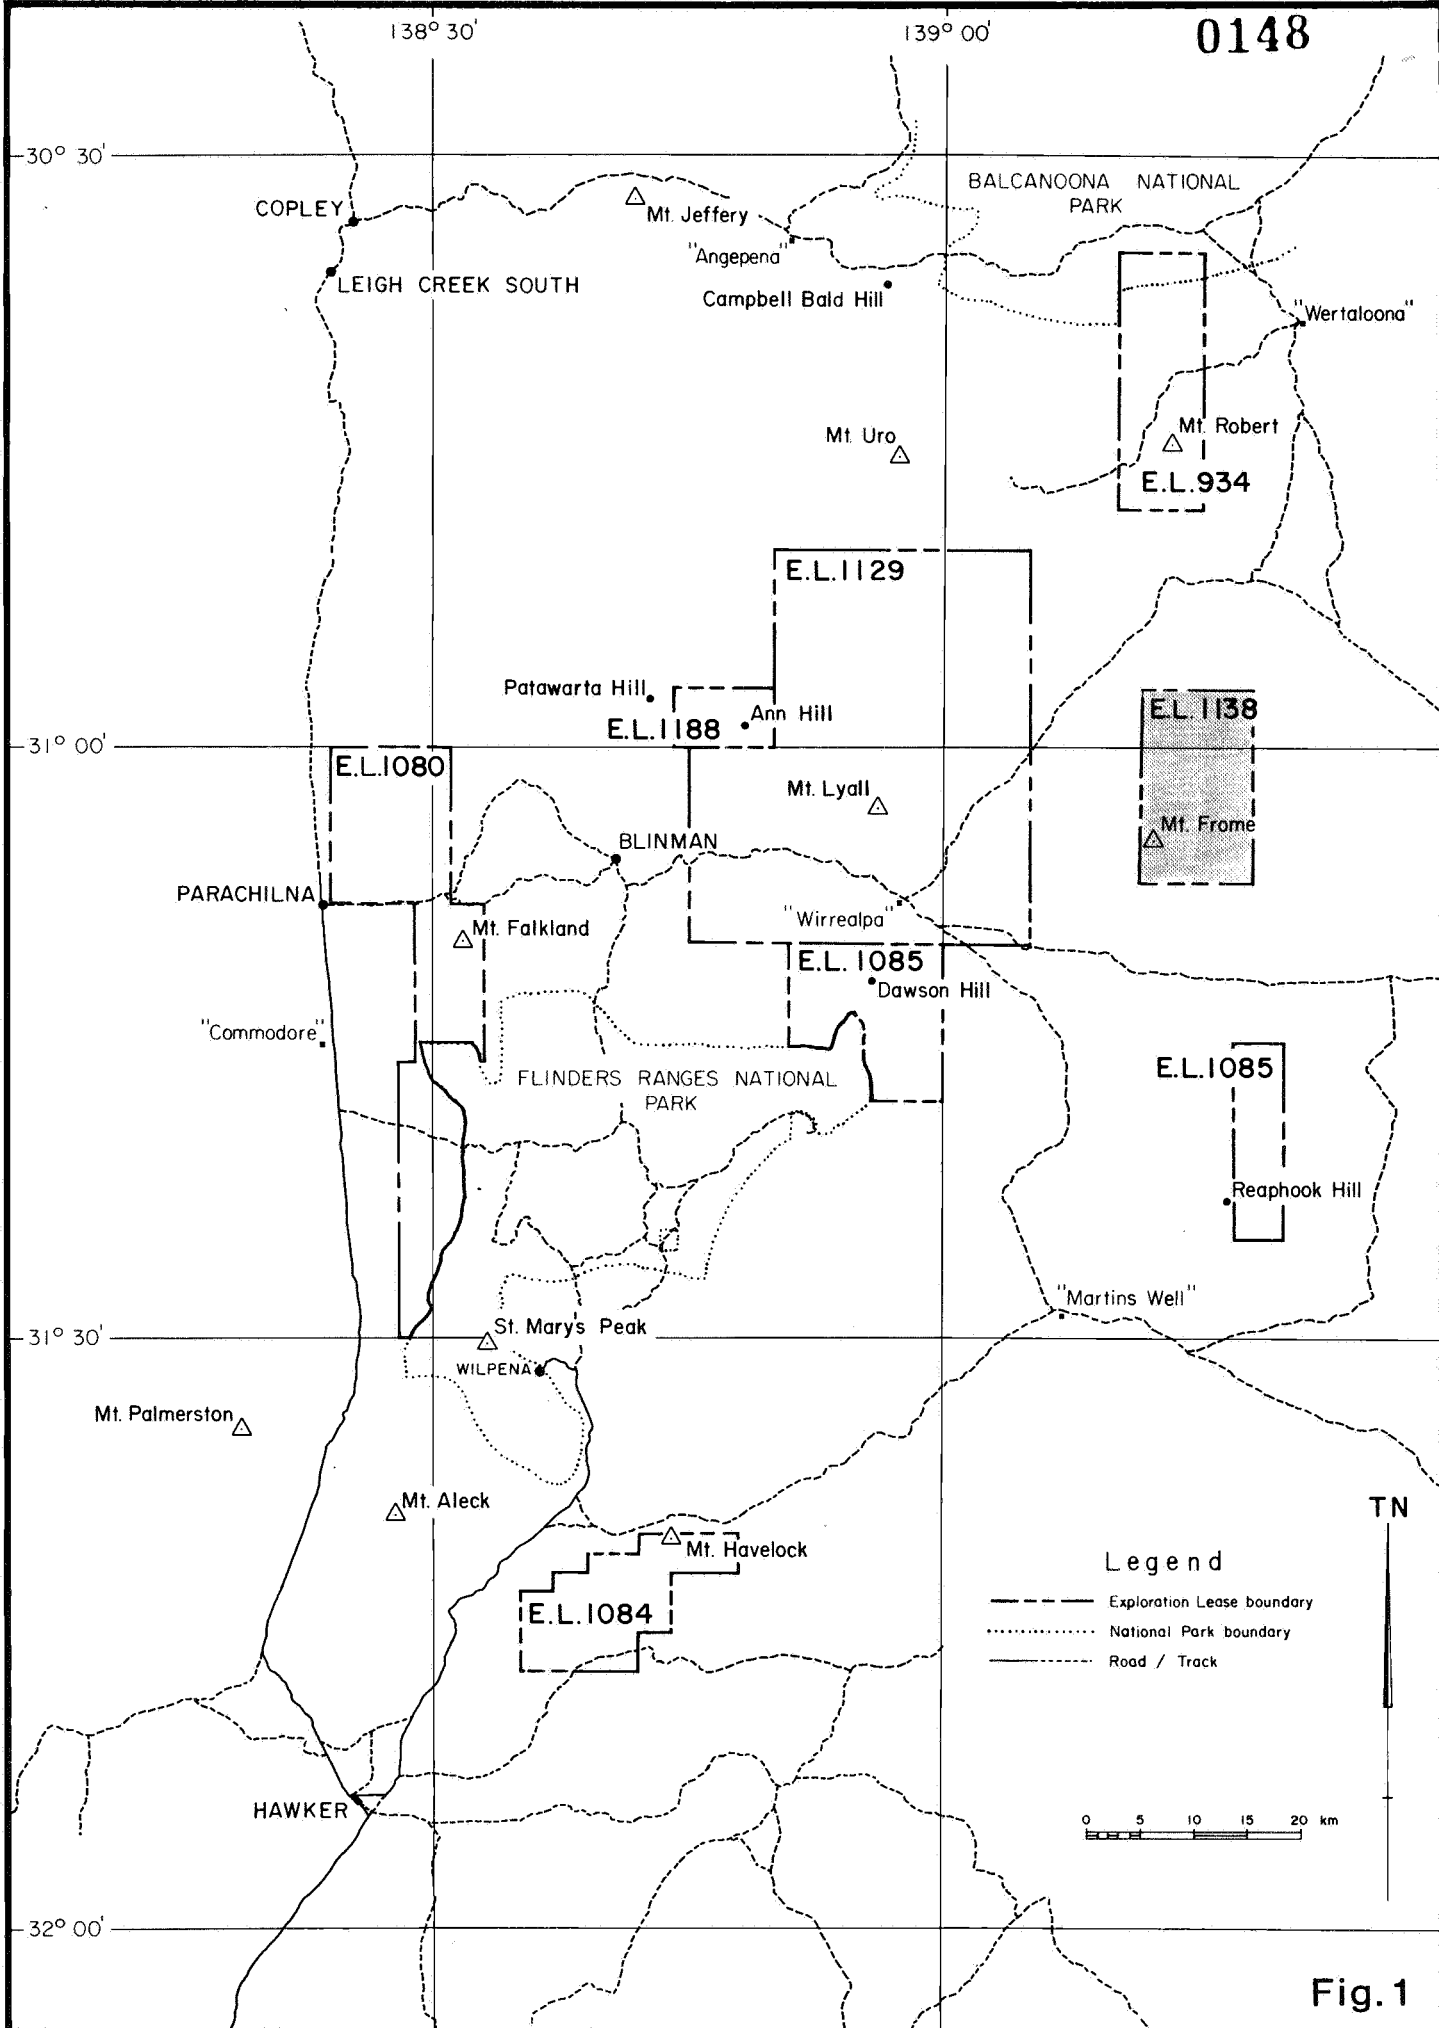 138° 30'
139° 00'
0148
30° 30'
BALCANOONA NATIONAL
PARK
COPLEY
Mt. Jeffery
"Angepena"
LEIGH CREEK SOUTH
Campbell Bald Hill
"Wertaloona"
Mt. Uro
Mt. Robert
E.L.934
E.L.1129
Patawarta Hill
Ann Hill
E.L.1138
E.L.1188
31° 00'
E.L.1080
Mt. Lyall
Mt. Frome
BLINMAN
PARACHILNA
"Wirrealpa"
Mt. Falkland
E.L. 1085
Dawson Hill
"Commodore"
E.L.1085
FLINDERS RANGES NATIONAL
PARK
Reaphook Hill
"Martins Well"
31° 30'
St. Marys Peak
WILPENA
Mt. Palmerston
Mt. Aleck
TN
Mt. Havelock
Legend
Exploration Lease boundary
E.L.1084
National Park boundary
Road / Track
HAWKER
0 5 10 15 20 km
32° 00'
Fig. 1